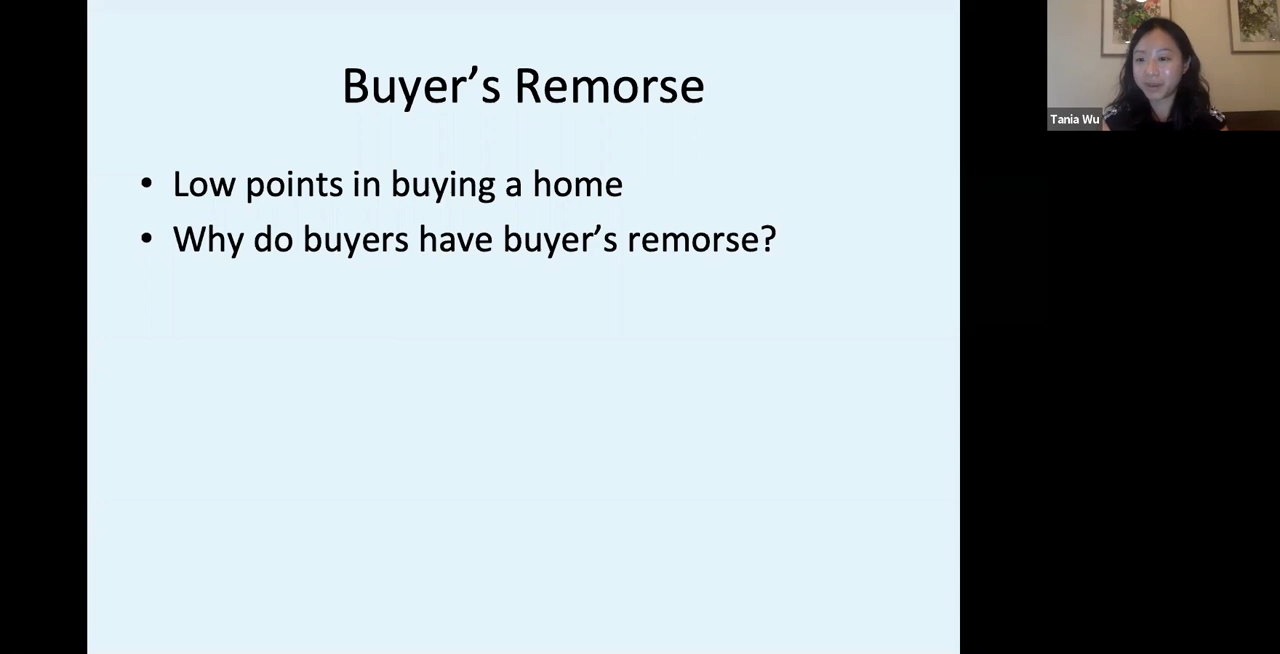 Buyer’s Remorse
• Low points in buying a home
• Why do buyers have buyer’s remorse?
Tania Wu